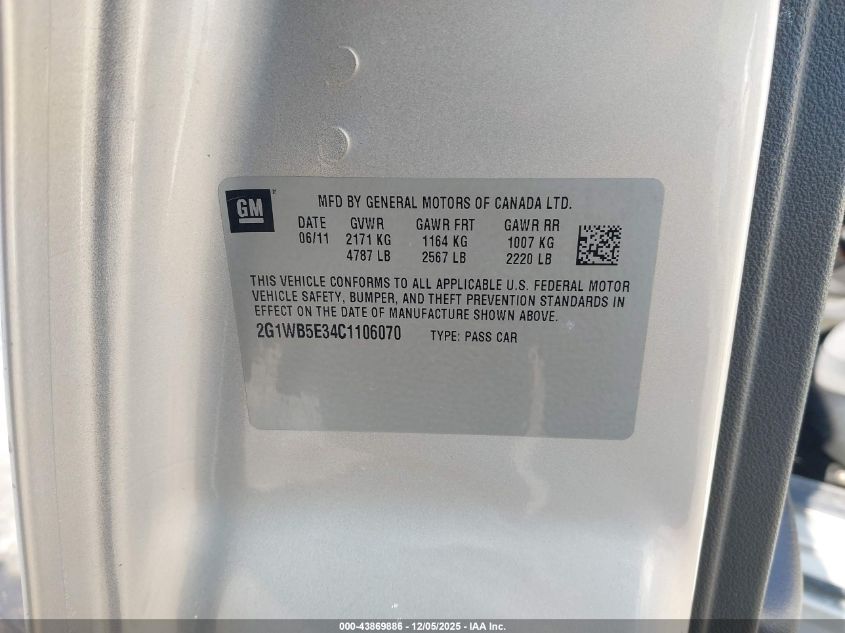 GM
MFD BY GENERAL MOTORS OF CANADA LTD.
DATE GVWR GAWR FRT GAWR RR
06/11 2171 KG 1164 KG 1007 KG
4787 LB 2567 LB 2220 LB
THIS VEHICLE CONFORMS TO ALL APPLICABLE U.S. FEDERAL MOTOR
VEHICLE SAFETY, BUMPER, AND THEFT PREVENTION STANDARDS IN
EFFECT ON THE DATE OF MANUFACTURE SHOWN ABOVE.
2G1WB5E34C1106070 TYPE: PASS CAR
000-43869886 - 12/05/2025 - IAA Inc.